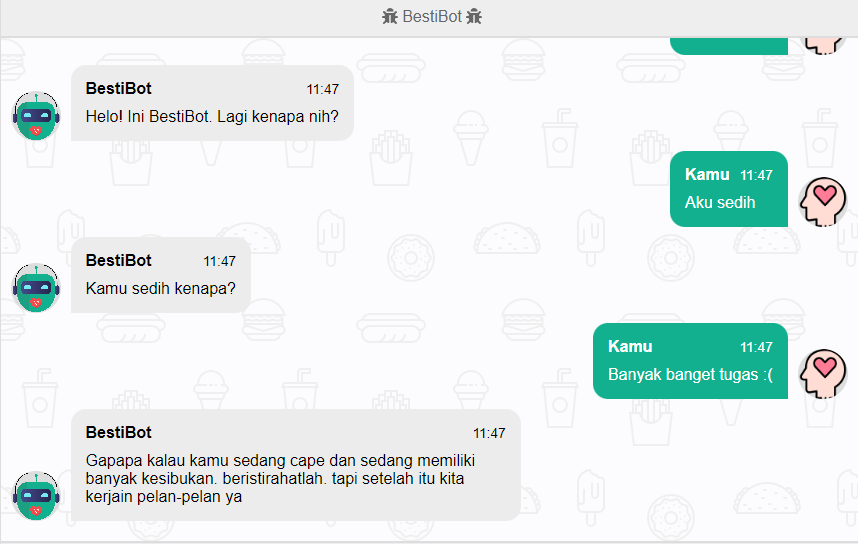 BestiBot
BestiBot 11:47
Helo! Ini BestiBot. Lagi kenapa nih?
Kamu 11:47
Aku sedih
BestiBot 11:47
Kamu sedih kenapa?
Kamu 11:47
Banyak banget tugas :(
BestiBot 11:47
Gapapa kalau kamu sedang cape dan sedang memiliki
banyak kesibukan. beristirahatlah. tapi setelah itu kita
kerjain pelan-pelan ya